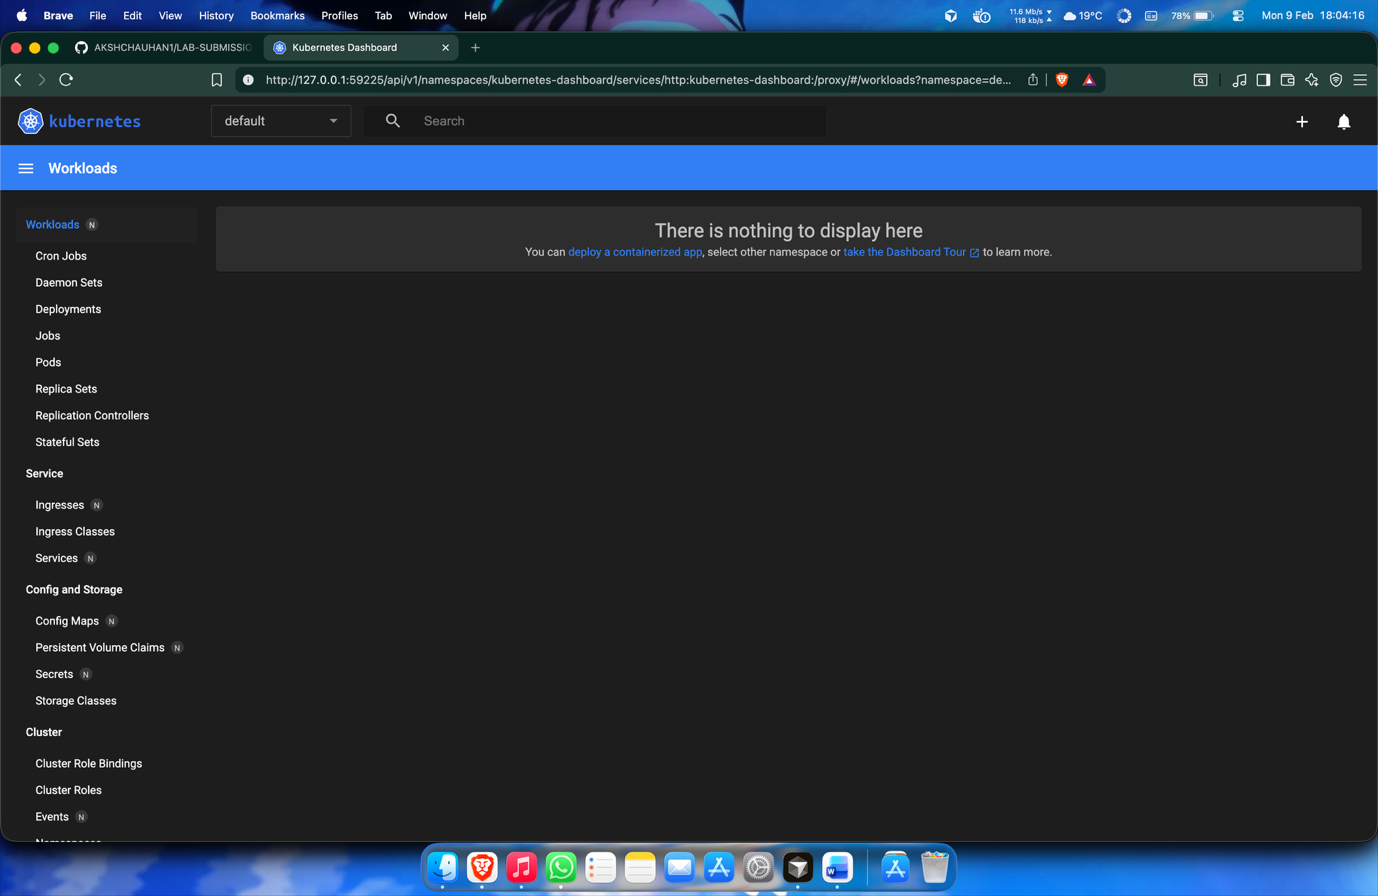 Brave File Edit View History Bookmarks Profiles Tab Window Help
11.6 Mb/s
118 kb/s
19°C 78% Mon 9 Feb 18:04:16
AKSHCHAUHAN1/LAB-SUBMISSIO Kubernetes Dashboard
http://127.0.0.1:59225/api/v1/namespaces/kubernetes-dashboard/services/http:kubernetes-dashboard:/proxy/#/workloads?namespace=de...
kubernetes default Search
Workloads
There is nothing to display here
You can deploy a containerized app, select other namespace or take the Dashboard Tour to learn more.
Workloads N
Cron Jobs
Daemon Sets
Deployments
Jobs
Pods
Replica Sets
Replication Controllers
Stateful Sets
Service
Ingresses N
Ingress Classes
Services N
Config and Storage
Config Maps N
Persistent Volume Claims N
Secrets N
Storage Classes
Cluster
Cluster Role Bindings
Cluster Roles
Events N